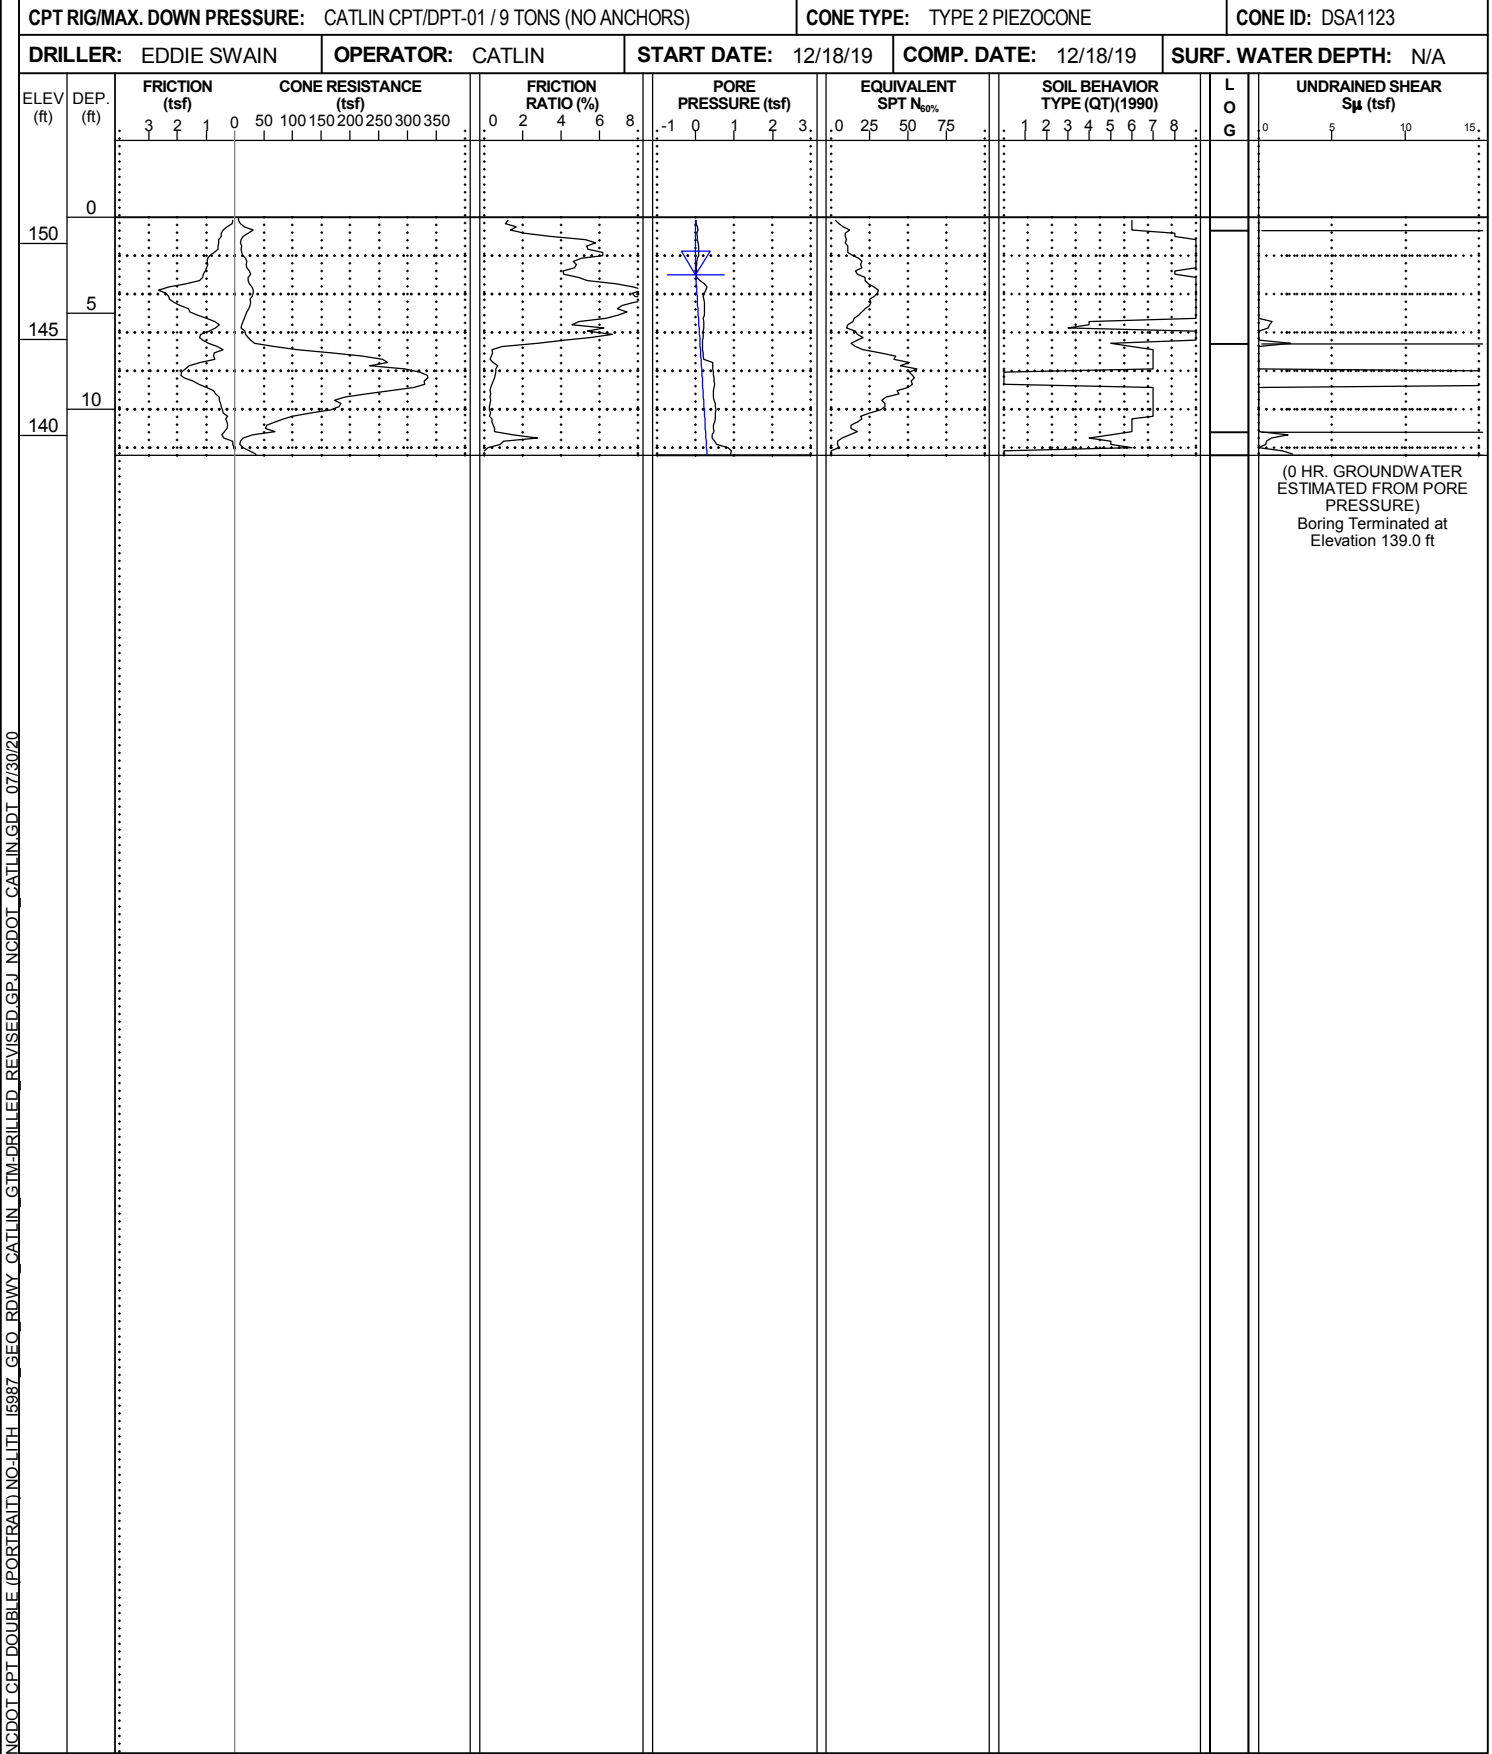 CPT RIG/MAX. DOWN PRESSURE: CATLIN CPT/DPT-01 / 9 TONS (NO ANCHORS) CONE TYPE: TYPE 2 PIEZOCONE CONE ID: DSA1123
DRILLER: EDDIE SWAIN OPERATOR: CATLIN START DATE: 12/18/19 COMP. DATE: 12/18/19 SURF. WATER DEPTH: N/A
ELEV (ft)
DEP. (ft)
FRICTION (tsf)
3 2 1 0
CONE RESISTANCE (tsf)
50 100 150 200 250 300 350
FRICTION RATIO (%)
0 2 4 6 8
PORE PRESSURE (tsf)
-1 0 1 2 3
EQUIVALENT SPT N60%
0 25 50 75
SOIL BEHAVIOR TYPE (QT)(1990)
1 2 3 4 5 6 7 8
L
O
G
UNDRAINED SHEAR Sμ (tsf)
0 5 10 15
0
150
5
145
10
140
(0 HR. GROUNDWATER
ESTIMATED FROM PORE
PRESSURE)
Boring Terminated at
Elevation 139.0 ft
NCDOT CPT DOUBLE (PORTRAIT) NO-LITH I5987_GEO_RDWY_CATLIN_GTM-DRILLED_REVISED.GPJ NCDOT_CATLIN.GDT 07/30/20